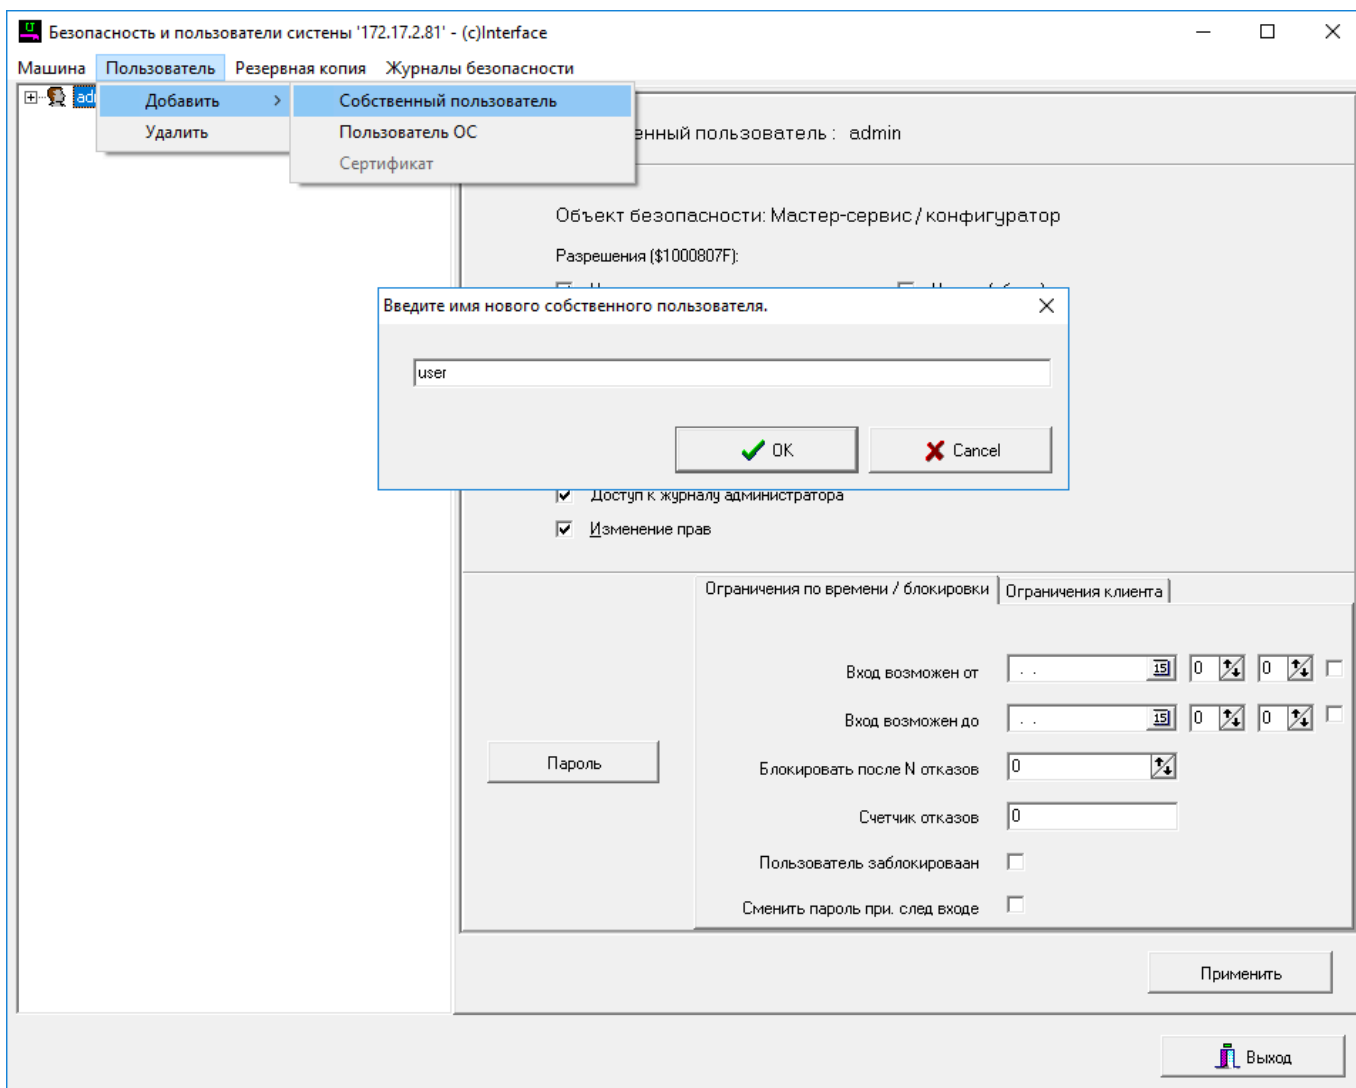 Безопасность и пользователи системы '172.17.2.81' - (c)Interface
Машина Пользователь Резервная копия Журналы безопасности
ad
Добавить
Удалить
Собственный пользователь
Пользователь ОС
Сертификат
енный пользователь : admin
Объект безопасности: Мастер-сервис / конфигуратор
Разрешения ($1000807F):
Введите имя нового собственного пользователя.
user
OK Cancel
Доступ к журналу администратора
Изменение прав
Ограничения по времени / блокировки Ограничения клиента
Вход возможен от . . 15 0 0
Вход возможен до . . 15 0 0
Пароль
Блокировать после N отказов 0
Счетчик отказов 0
Пользователь заблокироваан
Сменить пароль при. след входе
Применить
Выход